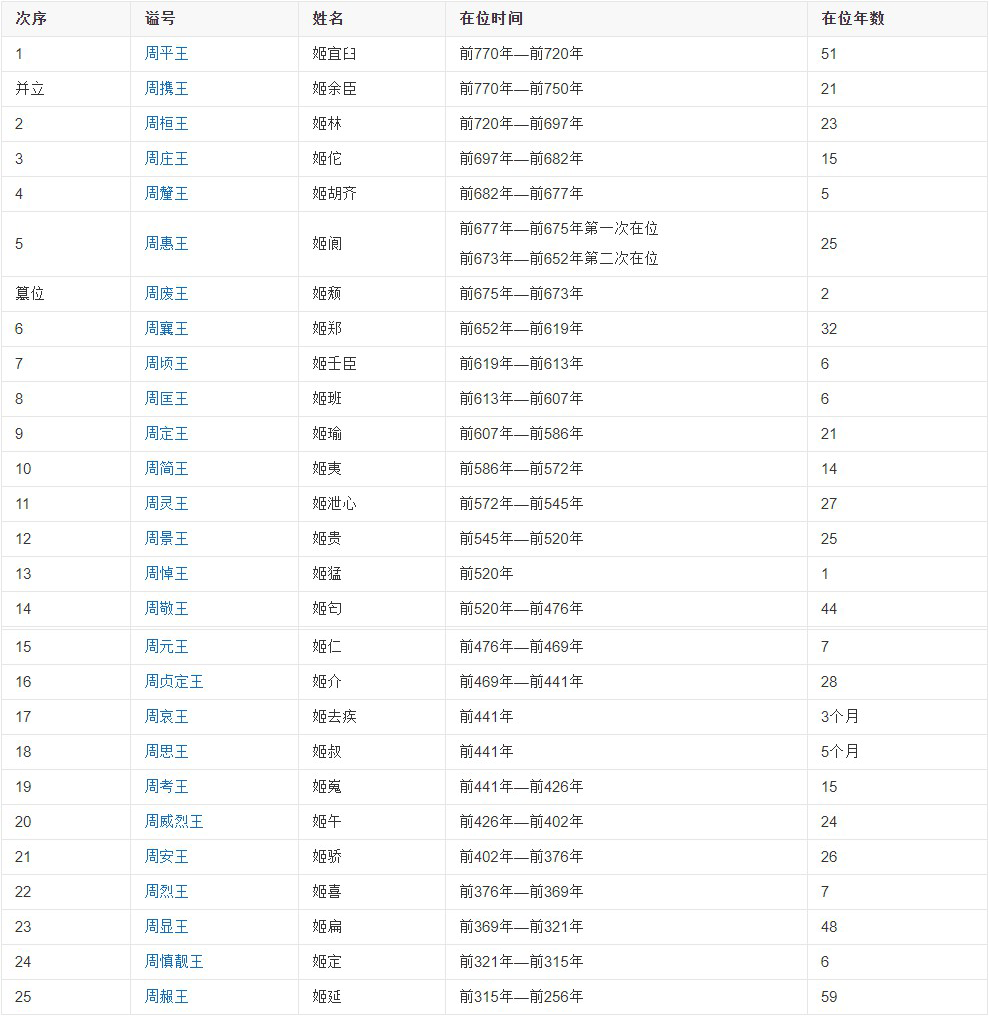 次序 谥号 姓名 在位时间 在位年数
1 周平王 姬宜臼 前770年—前720年 51
并立 周携王 姬余臣 前770年—前750年 21
2 周桓王 姬林 前720年—前697年 23
3 周庄王 姬佗 前697年—前682年 15
4 周釐王 姬胡齐 前682年—前677年 5
5 周惠王 姬阆 前677年—前675年第一次在位 25
前673年—前652年第二次在位
篡位 周废王 姬颓 前675年—前673年 2
6 周襄王 姬郑 前652年—前619年 32
7 周顷王 姬壬臣 前619年—前613年 6
8 周匡王 姬班 前613年—前607年 6
9 周定王 姬瑜 前607年—前586年 21
10 周简王 姬夷 前586年—前572年 14
11 周灵王 姬泄心 前572年—前545年 27
12 周景王 姬贵 前545年—前520年 25
13 周悼王 姬猛 前520年 1
14 周敬王 姬匄 前520年—前476年 44
15 周元王 姬仁 前476年—前469年 7
16 周贞定王 姬介 前469年—前441年 28
17 周哀王 姬去疾 前441年 3个月
18 周思王 姬叔 前441年 5个月
19 周考王 姬嵬 前441年—前426年 15
20 周威烈王 姬午 前426年—前402年 24
21 周安王 姬骄 前402年—前376年 26
22 周烈王 姬喜 前376年—前369年 7
23 周显王 姬扁 前369年—前321年 48
24 周慎靓王 姬定 前321年—前315年 6
25 周赧王 姬延 前315年—前256年 59